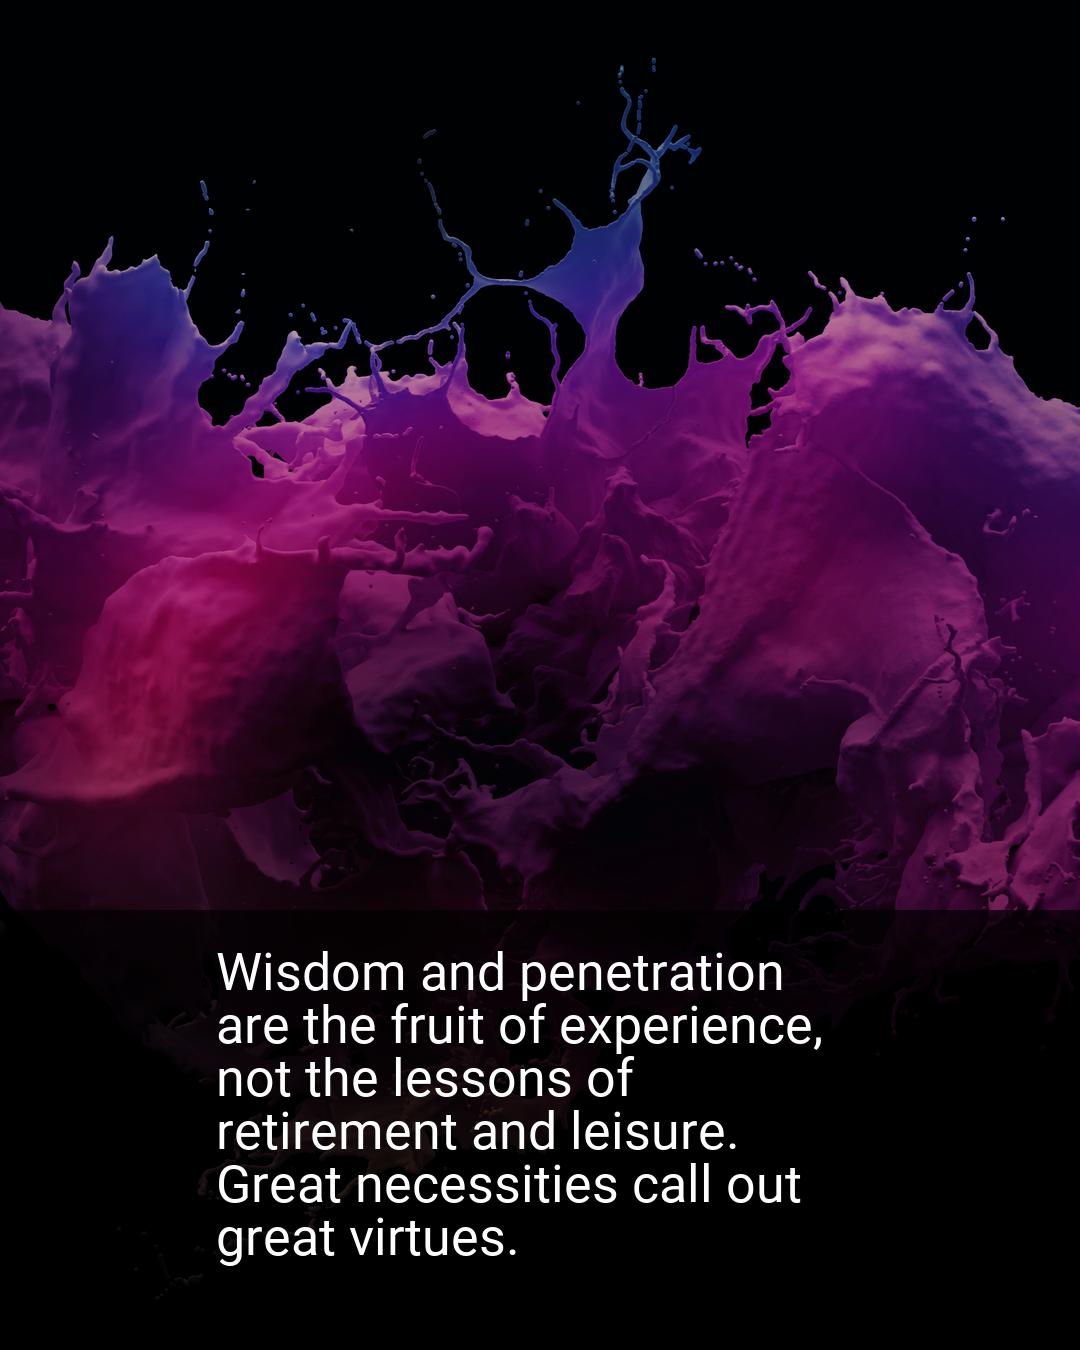 Wisdom and penetration
are the fruit of experience,
not the lessons of
retirement and leisure.
Great necessities call out
great virtues.